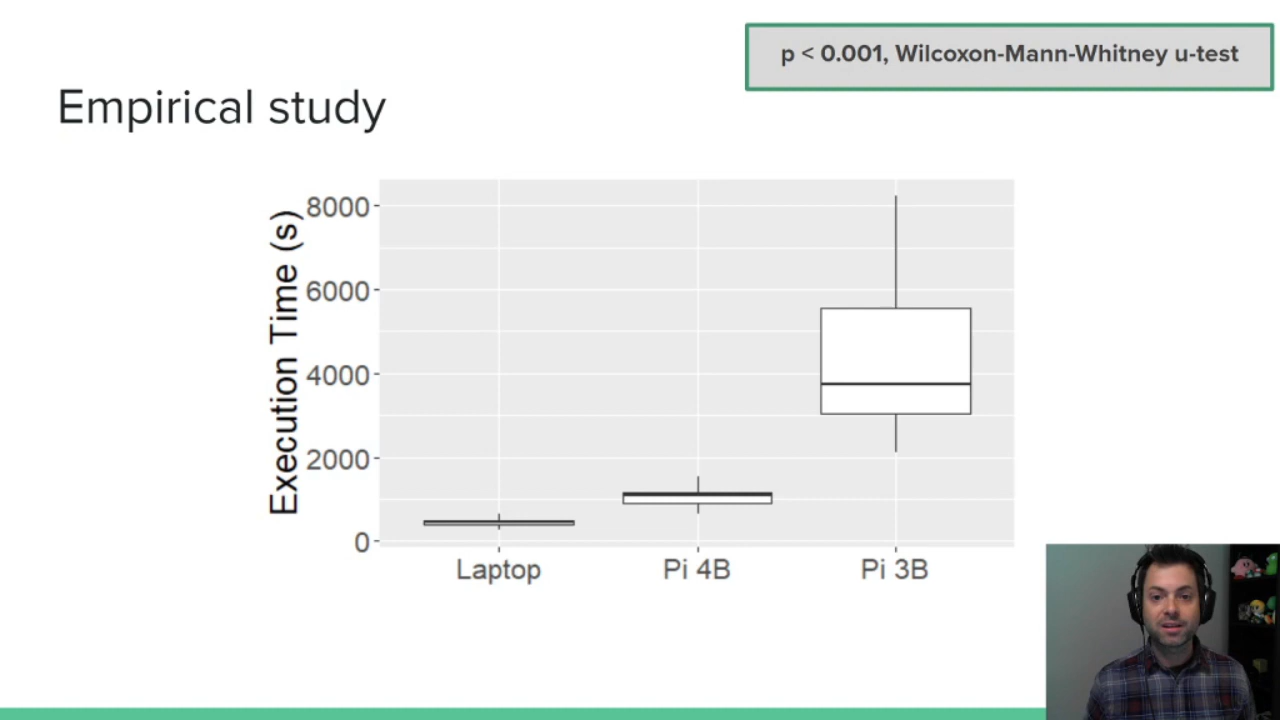 p < 0.001, Wilcoxon-Mann-Whitney u-test
Empirical study
Execution Time (s)
8000
6000
4000
2000
0
Laptop
Pi 4B
Pi 3B